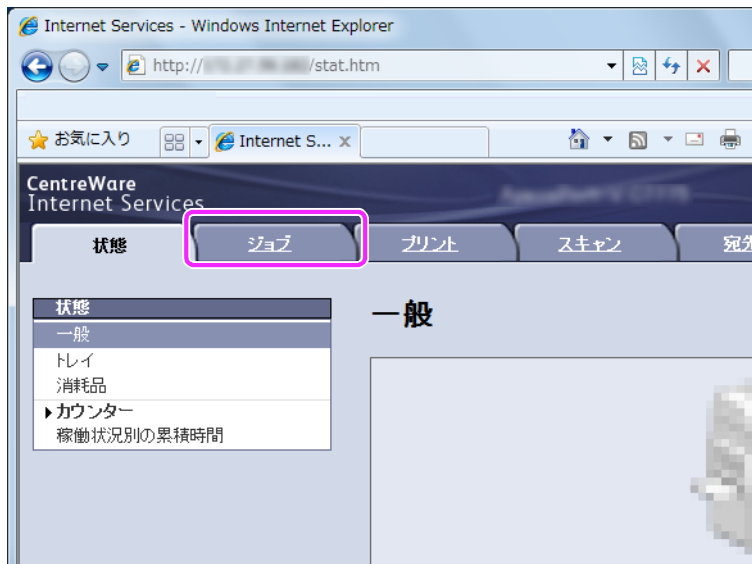 Internet Services - Windows Internet Explorer
http:// /stat.htm
お気に入り
Internet S...
CentreWare
Internet Services
状態 ジョブ プリント スキャン 宛先
状態
一般
トレイ
消耗品
カウンター
稼働状況別の累積時間
一般